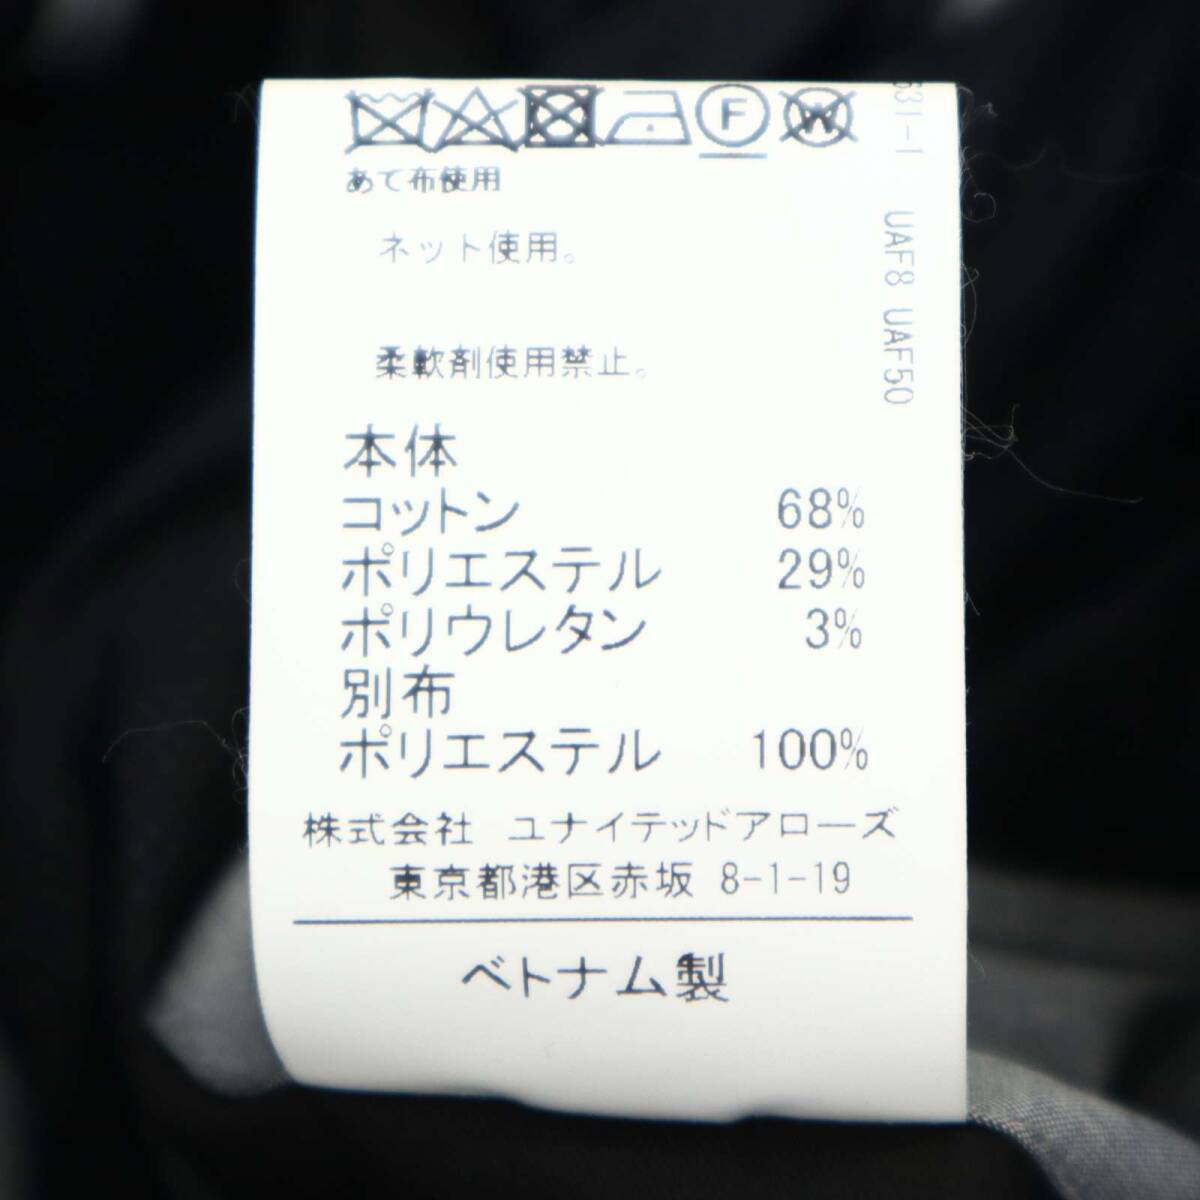 F W
あて布使用
ネット使用。
柔軟剤使用禁止。
本体
コットン 68%
ポリエステル 29%
ポリウレタン 3%
別布
ポリエステル 100%
株式会社 ユナイテッドアローズ
東京都港区赤坂 8-1-19
ベトナム製
631-1 UAF8 UAF50